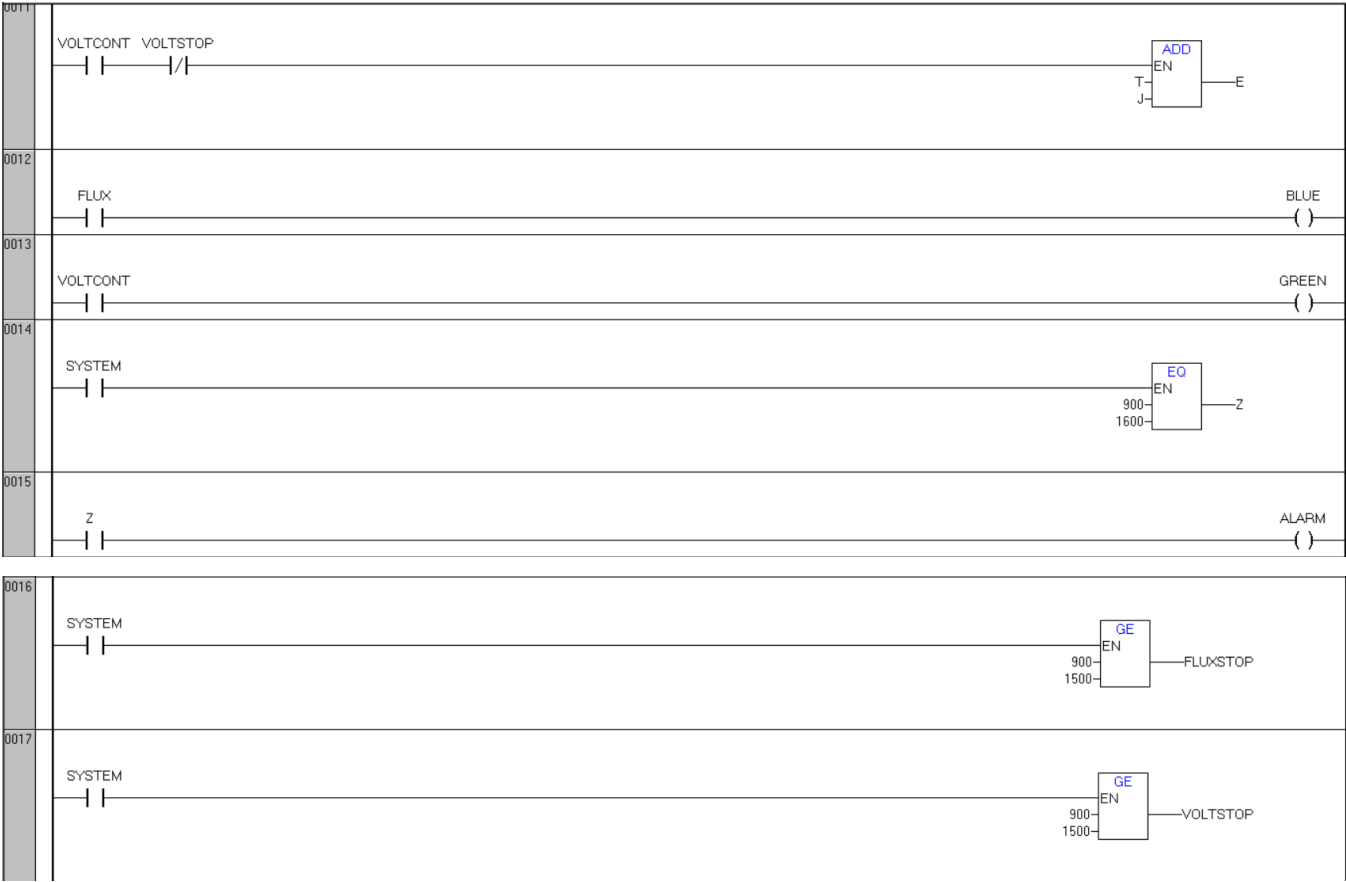 0011
VOLTCONT VOLTSTOP
ADD
EN
T
E
J
0012
FLUX
BLUE
0013
VOLTCONT
GREEN
0014
SYSTEM
EQ
EN
900
Z
1600
0015
Z
ALARM
0016
SYSTEM
GE
EN
900
FLUXSTOP
1500
0017
SYSTEM
GE
EN
900
VOLTSTOP
1500